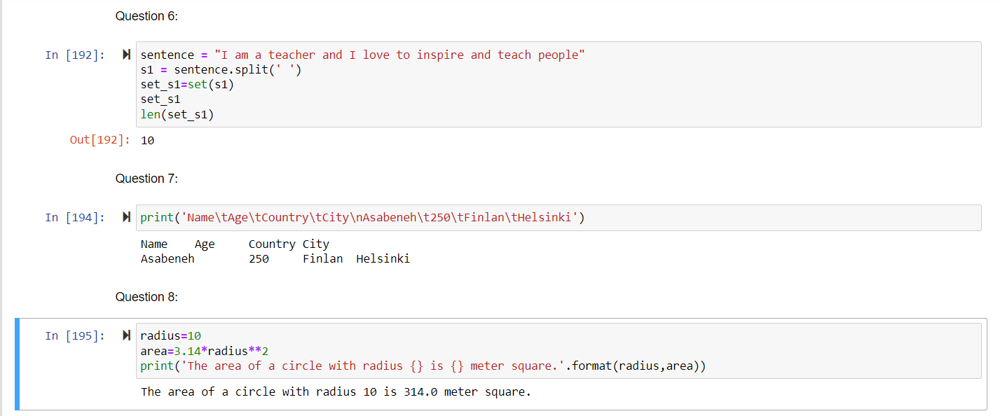 Question 6:
In [192]:
sentence = "I am a teacher and I love to inspire and teach people"
s1 = sentence.split(' ')
set_s1=set(s1)
set_s1
len(set_s1)
Out[192]: 10
Question 7:
In [194]:
print('Name\tAge\tCountry\tCity\nAsabeneh\t250\tFinlan\tHelsinki')
Name    Age     Country City
Asabeneh        250     Finlan  Helsinki
Question 8:
In [195]:
radius=10
area=3.14*radius**2
print('The area of a circle with radius {} is {} meter square.'.format(radius,area))
The area of a circle with radius 10 is 314.0 meter square.